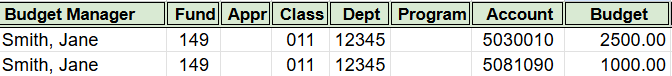 Budget Manager Fund Appr Class Dept Program Account Budget
Smith, Jane 149 011 12345 5030010 2500.00
Smith, Jane 149 011 12345 5081090 1000.00